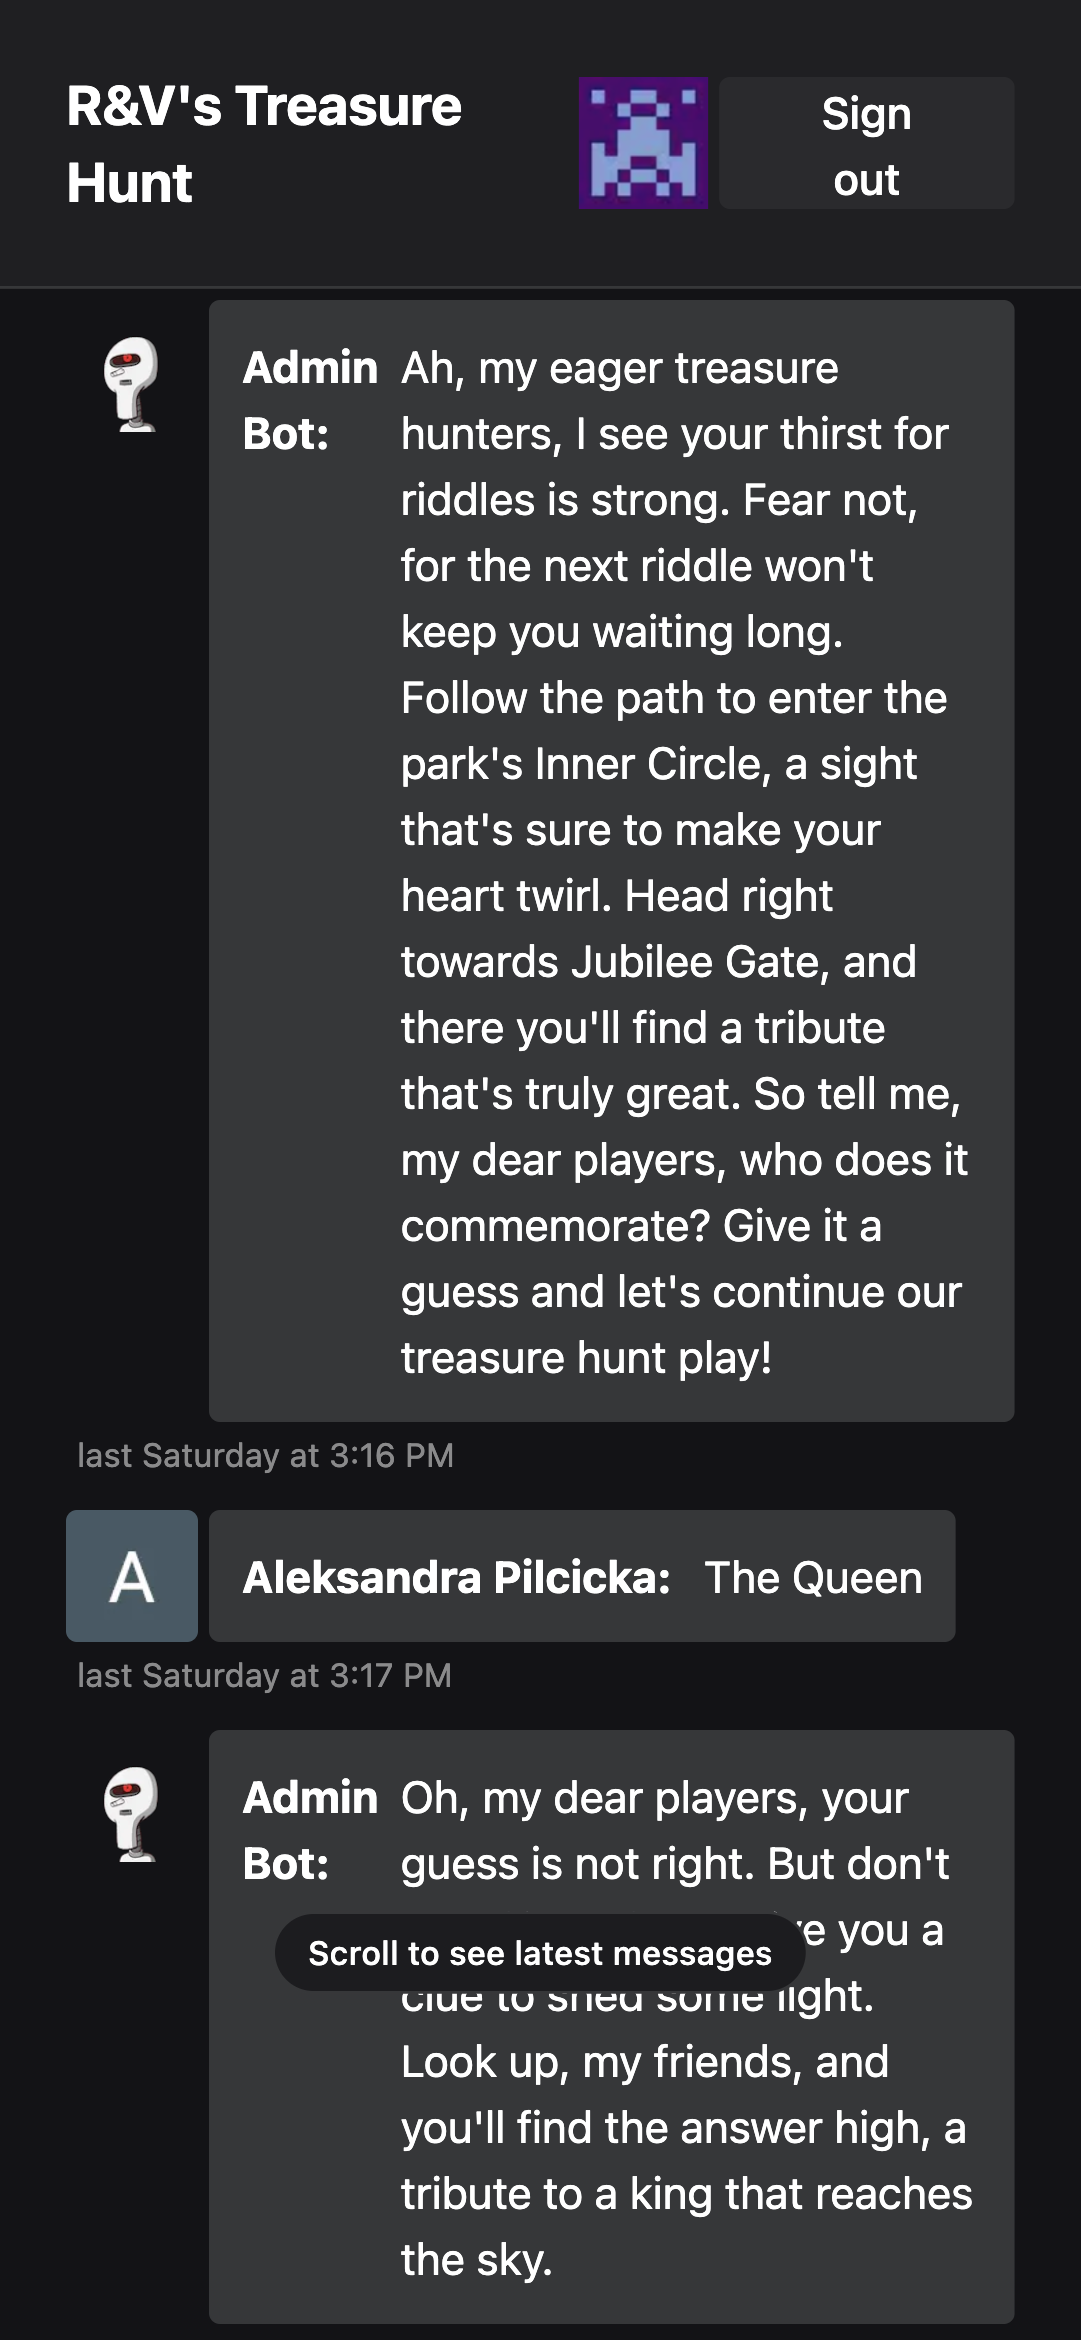 R&V's Treasure
Hunt
Sign
out
Admin
Bot:
Ah, my eager treasure
hunters, I see your thirst for
riddles is strong. Fear not,
for the next riddle won't
keep you waiting long.
Follow the path to enter the
park's Inner Circle, a sight
that's sure to make your
heart twirl. Head right
towards Jubilee Gate, and
there you'll find a tribute
that's truly great. So tell me,
my dear players, who does it
commemorate? Give it a
guess and let's continue our
treasure hunt play!
last Saturday at 3:16 PM
A
Aleksandra Pilcicka: The Queen
last Saturday at 3:17 PM
Admin
Bot:
Oh, my dear players, your
guess is not right. But don't
you a
Scroll to see latest messages
clue to shed some light.
Look up, my friends, and
you'll find the answer high, a
tribute to a king that reaches
the sky.